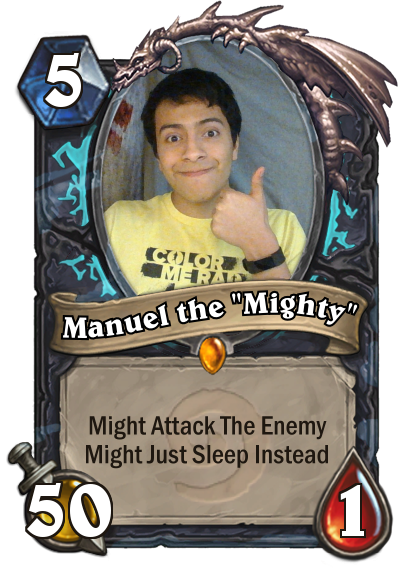 5
COLOR
ME RAD
Manuel the "Mighty"
Might Attack The Enemy
Might Just Sleep Instead
50
1